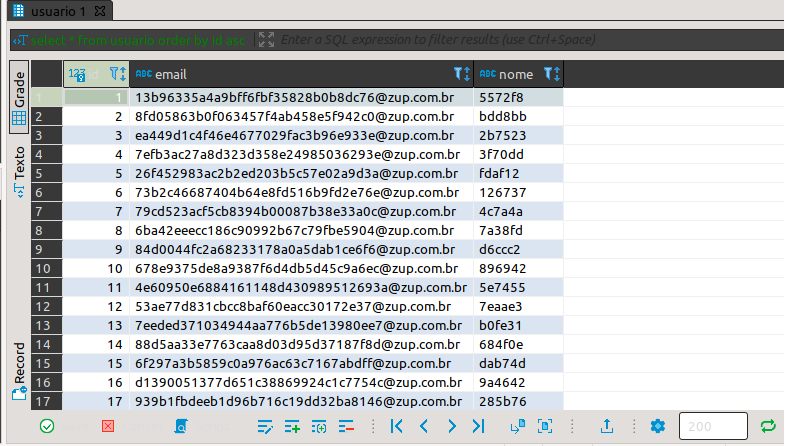 usuario 1
select * from usuario order by id asc Enter a SQL expression to filter results (use Ctrl+Space)
Grade
Texto
Record
123 id ABC email ABC nome
1 1 13b96335a4a9bff6fbf35828b0b8dc76@zup.com.br 5572f8
2 2 8fd05863b0f063457f4ab458e5f942c0@zup.com.br bdd8bb
3 3 ea449d1c4f46e4677029fac3b96e933e@zup.com.br 2b7523
4 4 7efb3ac27a8d323d358e24985036293e@zup.com.br 3f70dd
5 5 26f452983ac2b2ed203b5c57e02a9d3a@zup.com.br fdaf12
6 6 73b2c46687404b64e8fd516b9fd2e76e@zup.com.br 126737
7 7 79cd523acf5cb8394b00087b38e33a0c@zup.com.br 4c7a4a
8 8 6ba42eeecc186c90992b67c79fbe5904@zup.com.br 7a38fd
9 9 84d0044fc2a68233178a0a5dab1ce6f6@zup.com.br d6ccc2
10 10 678e9375de8a9387f6d4db5d45c9a6ec@zup.com.br 896942
11 11 4e60950e6884161148d430989512693a@zup.com.br 5e7455
12 12 53ae77d831cbcc8baf60eacc30172e37@zup.com.br 7eaae3
13 13 7eeded371034944aa776b5de13980ee7@zup.com.br b0fe31
14 14 88d5aa33e7763caa8d03d95d37187f8d@zup.com.br 684f0e
15 15 6f297a3b5859c0a976ac63c7167abdff@zup.com.br dab74d
16 16 d1390051377d651c38869924c1c7754c@zup.com.br 9a4642
17 17 939b1fbdeeb1d96b716c19dd32ba8146@zup.com.br 285b76
200